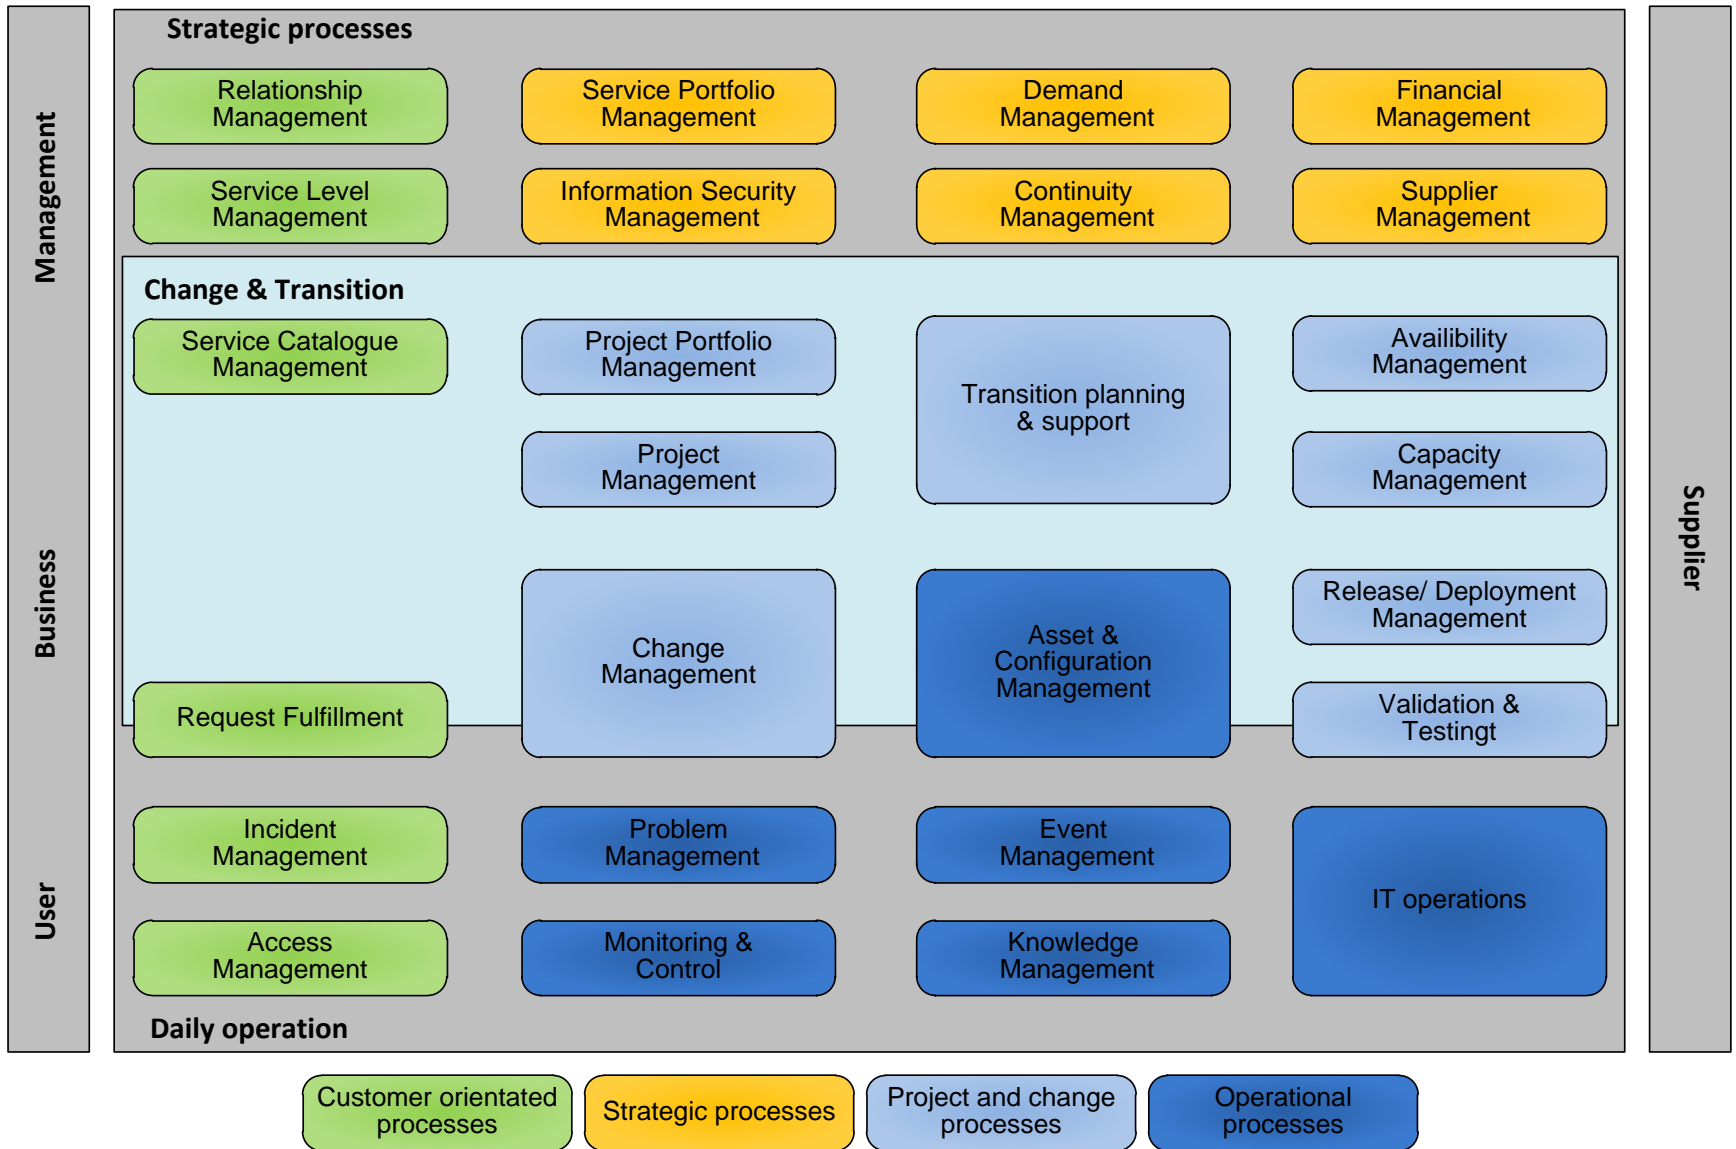 Strategic processes
Relationship
Management
Service Portfolio
Management
Demand
Management
Financial
Management
Service Level
Management
Information Security
Management
Continuity
Management
Supplier
Management
Management
Change & Transition
Service Catalogue
Management
Project Portfolio
Management
Transition planning
& support
Availibility
Management
Project
Management
Capacity
Management
Supplier
Business
Change
Management
Asset &
Configuration
Management
Release/ Deployment
Management
Request Fulfillment
Validation &
Testingt
Incident
Management
Problem
Management
Event
Management
IT operations
User
Access
Management
Monitoring &
Control
Knowledge
Management
Daily operation
Customer orientated
processes
Strategic processes
Project and change
processes
Operational
processes